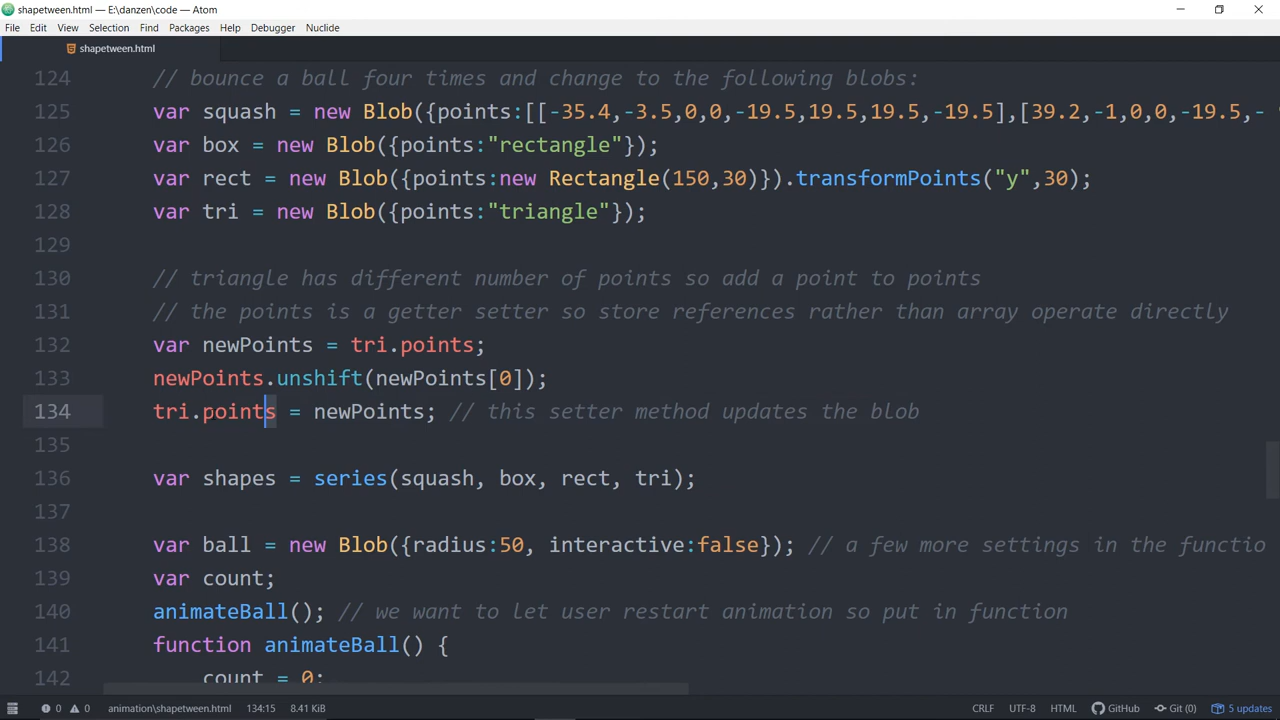 shapetween.html — E:\danzen\code — Atom
File Edit View Selection Find Packages Help Debugger Nuclide
shapetween.html
124 // bounce a ball four times and change to the following blobs:
125 var squash = new Blob({points:[[-35.4,-3.5,0,0,-19.5,19.5,19.5,-19.5],[39.2,-1,0,0,-19.5,-
126 var box = new Blob({points:"rectangle"});
127 var rect = new Blob({points:new Rectangle(150,30)}).transformPoints("y",30);
128 var tri = new Blob({points:"triangle"});
129
130 // triangle has different number of points so add a point to points
131 // the points is a getter setter so store references rather than array operate directly
132 var newPoints = tri.points;
133 newPoints.unshift(newPoints[0]);
134 tri.points = newPoints; // this setter method updates the blob
135
136 var shapes = series(squash, box, rect, tri);
137
138 var ball = new Blob({radius:50, interactive:false}); // a few more settings in the functio
139 var count;
140 animateBall(); // we want to let user restart animation so put in function
141 function animateBall() {
142 count = 0;
0 0 animation\shapetween.html 134:15 8.41 KiB CRLF UTF-8 HTML GitHub Git (0) 5 updates